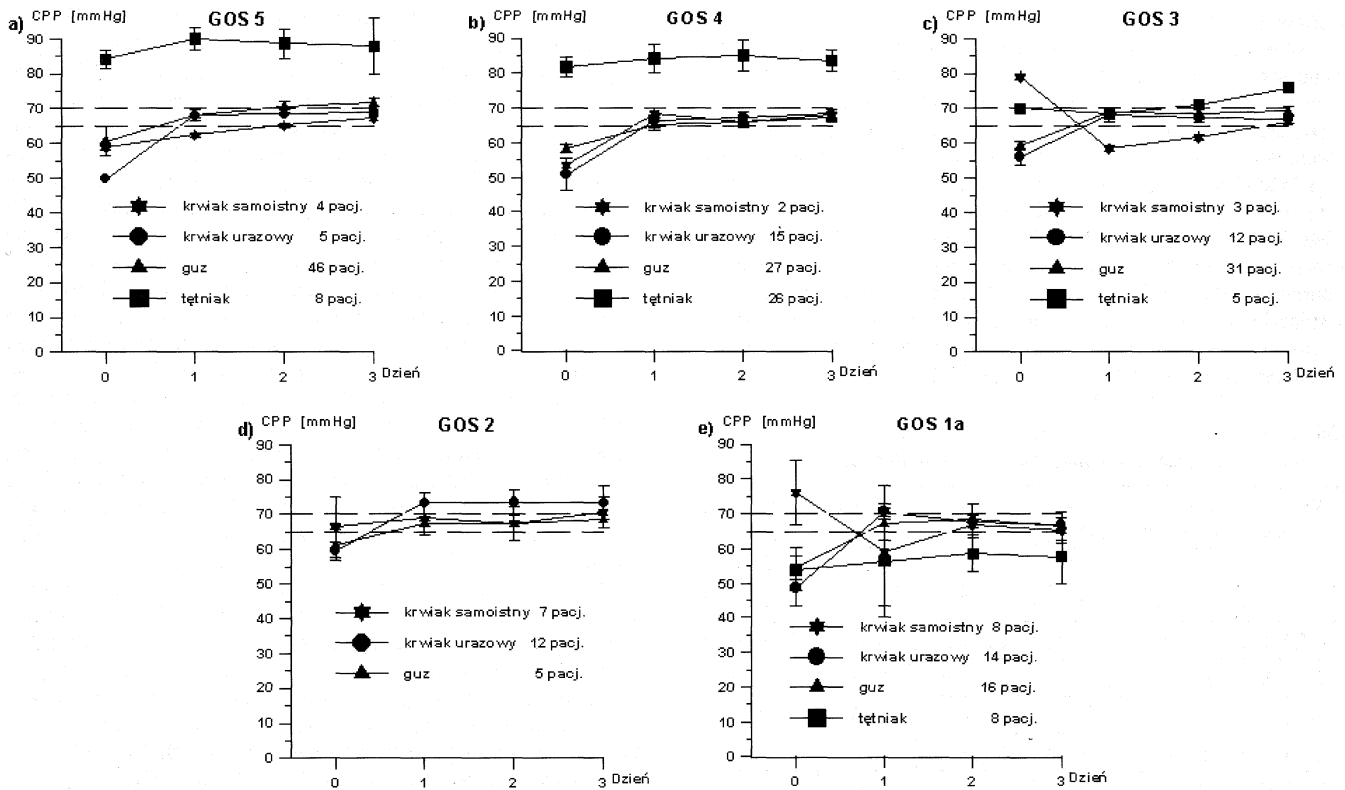 a) CPP [mmHg] GOS 5
90
80
70
60
50
40
30
20
10
0
krwiak samoistny 4 pacj.
krwiak urazowy 5 pacj.
guz 46 pacj.
tętniak 8 pacj.
0 1 2 3 Dzień
b) CPP [mmHg] GOS 4
90
80
70
60
50
40
30
20
10
0
krwiak samoistny 2 pacj.
krwiak urazowy 15 pacj.
guz 27 pacj.
tętniak 26 pacj.
0 1 2 3 Dzień
c) CPP [mmHg] GOS 3
90
80
70
60
50
40
30
20
10
0
krwiak samoistny 3 pacj.
krwiak urazowy 12 pacj.
guz 31 pacj.
tętniak 5 pacj.
0 1 2 3 Dzień
d) CPP [mmHg] GOS 2
90
80
70
60
50
40
30
20
10
0
krwiak samoistny 7 pacj.
krwiak urazowy 12 pacj.
guz 5 pacj.
0 1 2 3 Dzień
e) CPP [mmHg] GOS 1a
90
80
70
60
50
40
30
20
10
0
krwiak samoistny 8 pacj.
krwiak urazowy 14 pacj.
guz 16 pacj.
tętniak 8 pacj.
0 1 2 3 Dzień